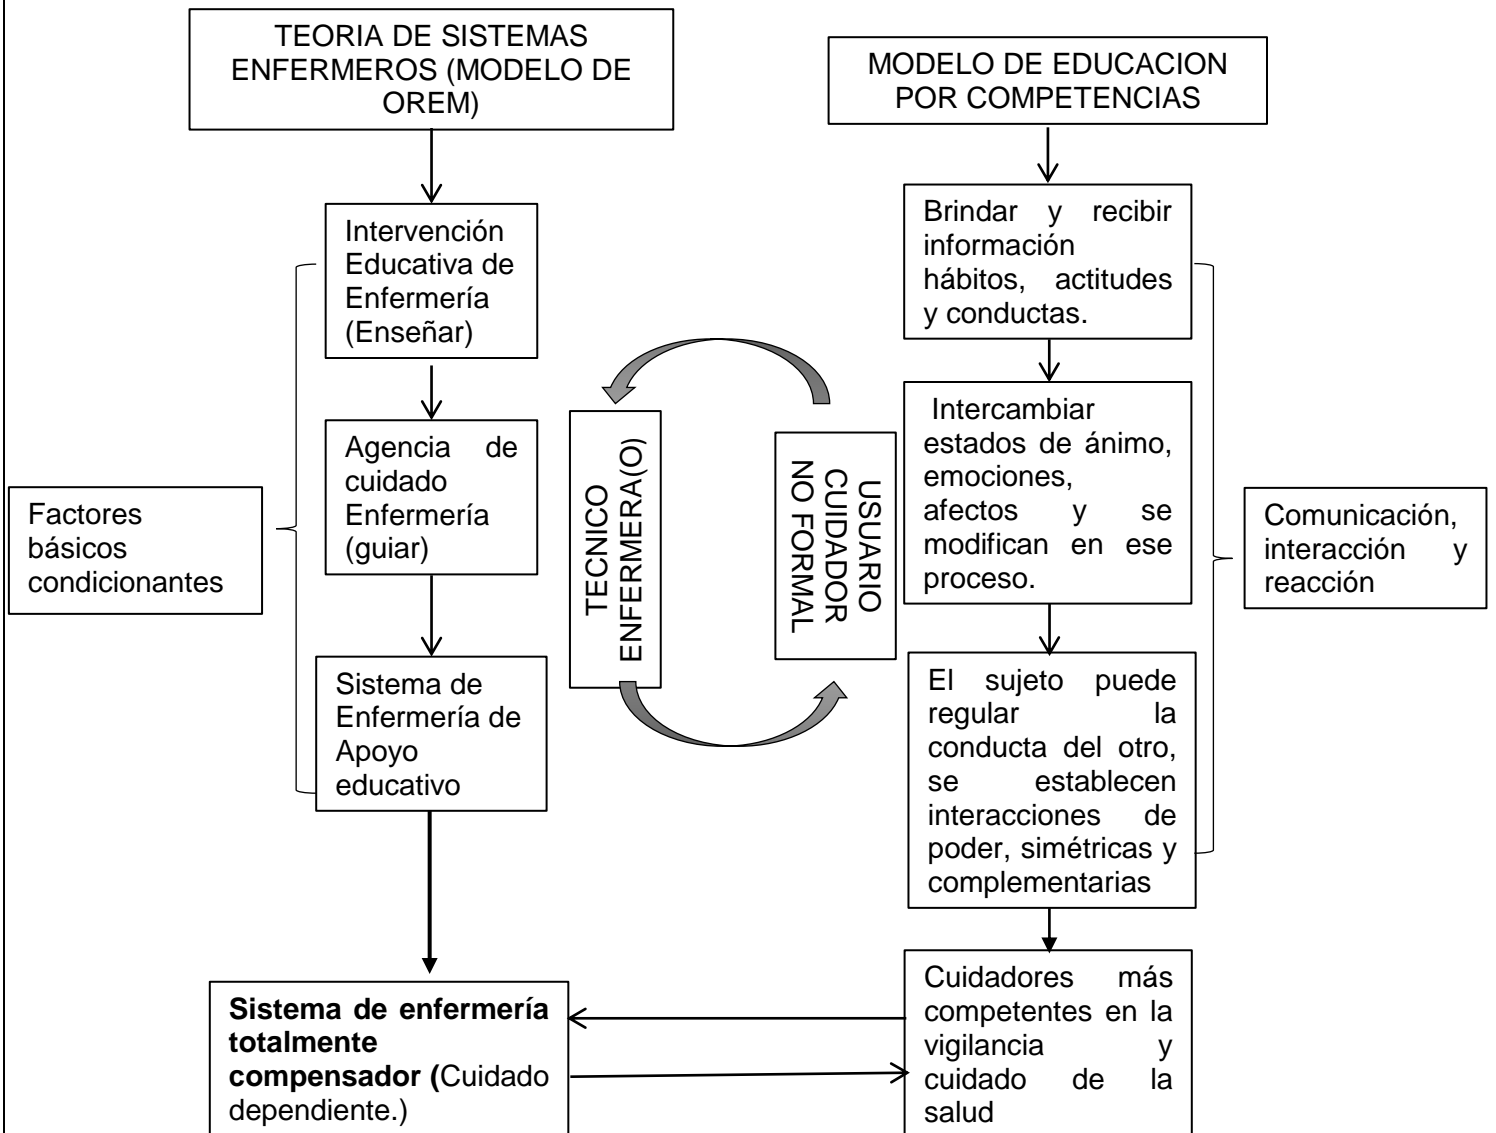 TEORIA DE SISTEMAS
ENFERMEROS (MODELO DE
OREM)
MODELO DE EDUCACION
POR COMPETENCIAS
Intervención
Educativa de
Enfermería
(Enseñar)
Brindar y recibir
información
hábitos, actitudes
y conductas.
Agencia de
cuidado
Enfermería
(guiar)
Intercambiar
estados de ánimo,
emociones,
afectos y se
modifican en ese
proceso.
Factores
básicos
condicionantes
TECNICO
ENFERMERA(O)
USUARIO
CUIDADOR
NO FORMAL
Comunicación,
interacción y
reacción
Sistema de
Enfermería de
Apoyo
educativo
El sujeto puede
regular la
conducta del otro,
se establecen
interacciones de
poder, simétricas y
complementarias
Sistema de enfermería
totalmente
compensador (Cuidado
dependiente.)
Cuidadores más
competentes en la
vigilancia y
cuidado de la
salud